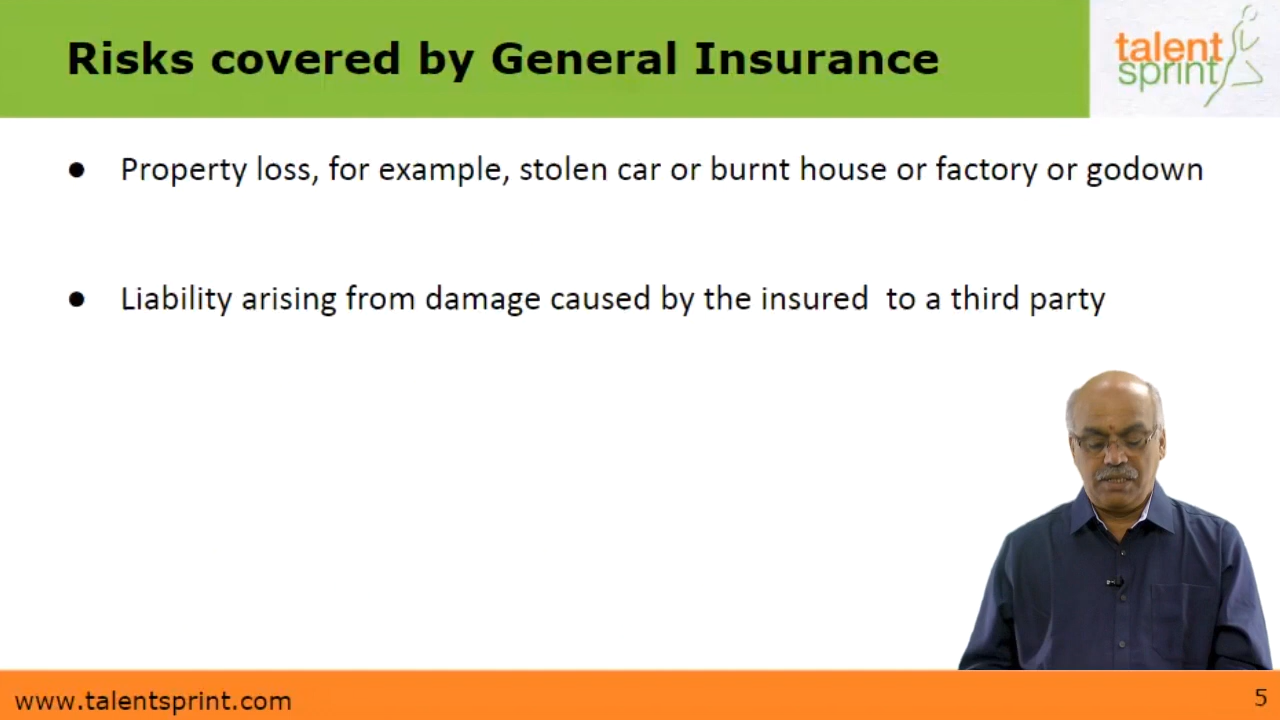 Risks covered by General Insurance
talent
sprint
● Property loss, for example, stolen car or burnt house or factory or godown
● Liability arising from damage caused by the insured  to a third party
www.talentsprint.com
5